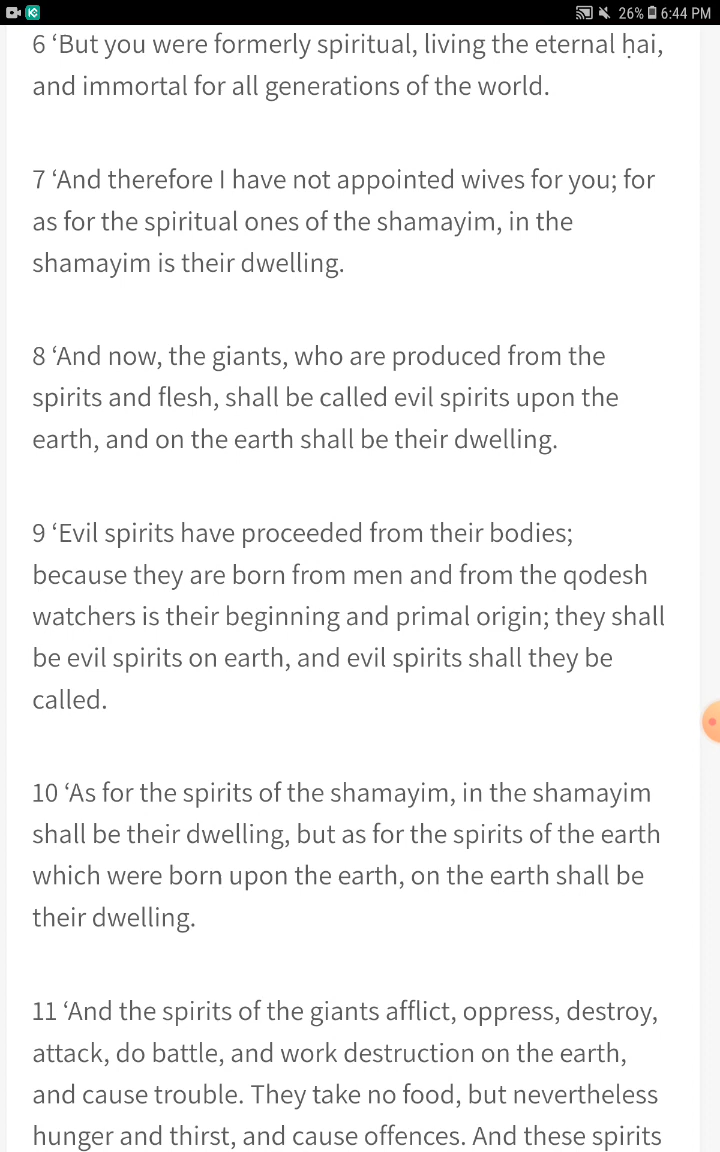 26% 6:44 PM
6 ‘But you were formerly spiritual, living the eternal ḥai,
and immortal for all generations of the world.
7 ‘And therefore I have not appointed wives for you; for
as for the spiritual ones of the shamayim, in the
shamayim is their dwelling.
8 ‘And now, the giants, who are produced from the
spirits and flesh, shall be called evil spirits upon the
earth, and on the earth shall be their dwelling.
9 ‘Evil spirits have proceeded from their bodies;
because they are born from men and from the qodesh
watchers is their beginning and primal origin; they shall
be evil spirits on earth, and evil spirits shall they be
called.
10 ‘As for the spirits of the shamayim, in the shamayim
shall be their dwelling, but as for the spirits of the earth
which were born upon the earth, on the earth shall be
their dwelling.
11 ‘And the spirits of the giants afflict, oppress, destroy,
attack, do battle, and work destruction on the earth,
and cause trouble. They take no food, but nevertheless
hunger and thirst, and cause offences. And these spirits